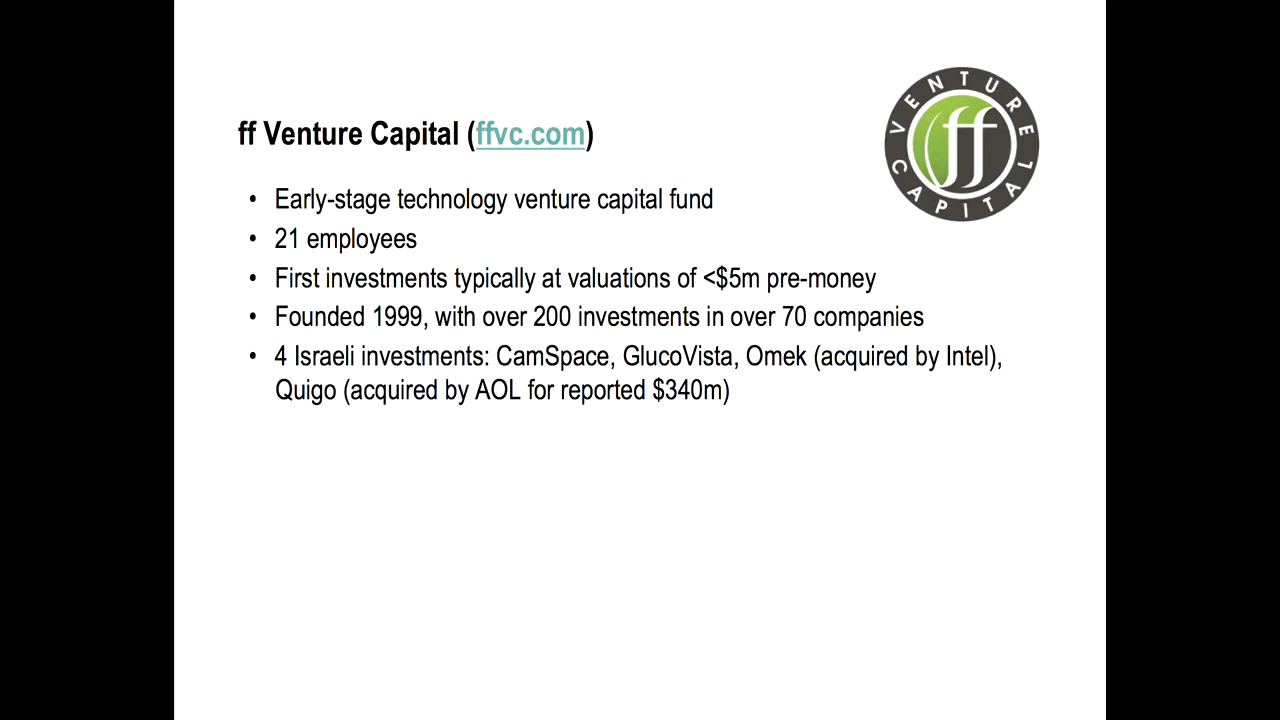 ff Venture Capital (ffvc.com)
VENTURE
CAPITAL
ff
• Early-stage technology venture capital fund
• 21 employees
• First investments typically at valuations of <$5m pre-money
• Founded 1999, with over 200 investments in over 70 companies
• 4 Israeli investments: CamSpace, GlucoVista, Omek (acquired by Intel),
Quigo (acquired by AOL for reported $340m)